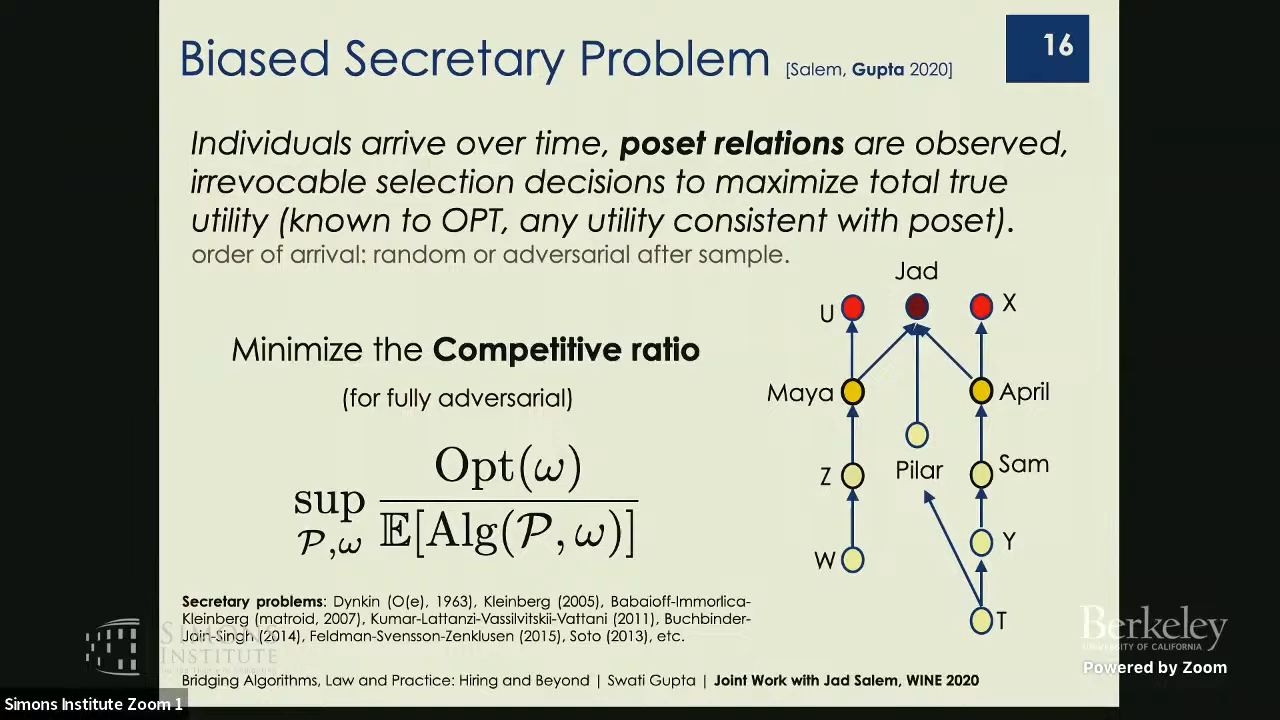 Biased Secretary Problem [Salem, Gupta 2020]
16
Individuals arrive over time, poset relations are observed,
irrevocable selection decisions to maximize total true
utility (known to OPT, any utility consistent with poset).
order of arrival: random or adversarial after sample.
Jad
U
X
Minimize the Competitive ratio
(for fully adversarial)
Maya
April
Pilar
Sam
Z
sup Opt(ω)
𝒫,ω 𝔼[Alg(𝒫, ω)]
Y
W
T
Secretary problems: Dynkin (O(e), 1963), Kleinberg (2005), Babaioff-Immorlica-
Kleinberg (matroid, 2007), Kumar-Lattanzi-Vassilvitskii-Vattani (2011), Buchbinder-
Jain-Singh (2014), Feldman-Svensson-Zenklusen (2015), Soto (2013), etc.
SIMONS
INSTITUTE
Berkeley
UNIVERSITY OF CALIFORNIA
Powered by Zoom
Bridging Algorithms, Law and Practice: Hiring and Beyond | Swati Gupta | Joint Work with Jad Salem, WINE 2020
Simons Institute Zoom 1